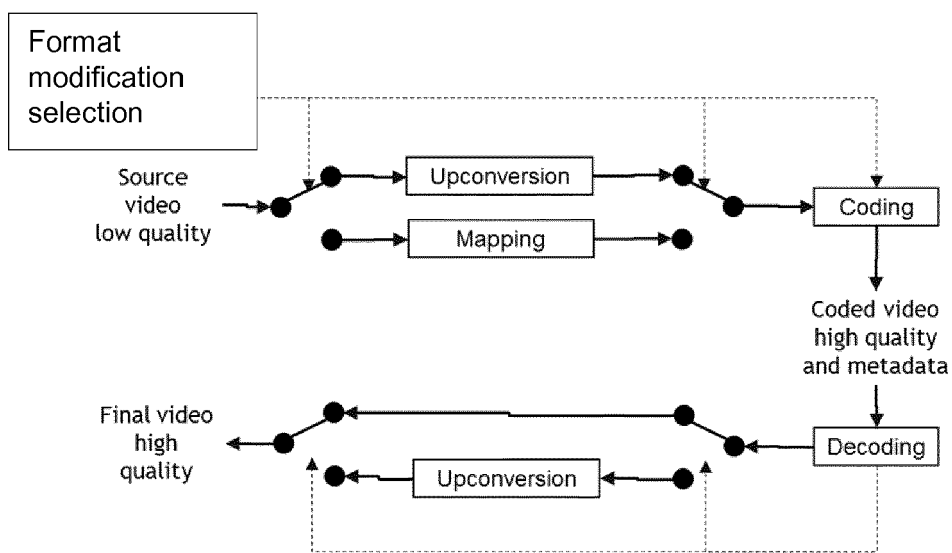 Format
modification
selection
Source
video
low quality
Upconversion
Mapping
Coding
Coded video
high quality
and metadata
Final video
high
quality
Upconversion
Decoding